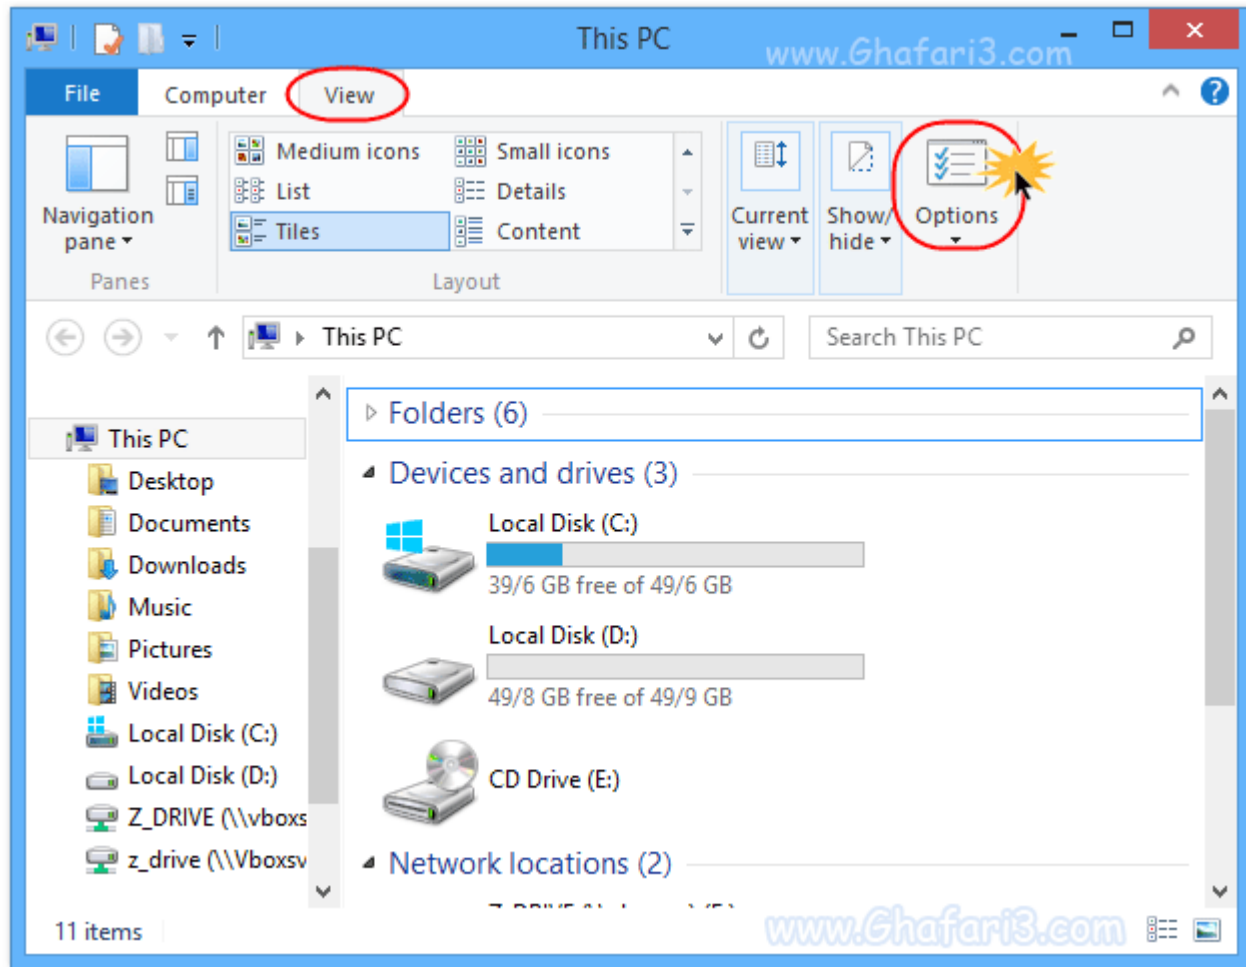 This PC
www.Ghafari3.com
File Computer View
Medium icons Small icons
List Details
Tiles Content
Navigation pane
Current view
Show/ hide
Options
Panes Layout
This PC
Search This PC
This PC
Desktop
Documents
Downloads
Music
Pictures
Videos
Local Disk (C:)
Local Disk (D:)
Z_DRIVE (\\vboxs
z_drive (\\Vboxsv
Folders (6)
Devices and drives (3)
Local Disk (C:)
39/6 GB free of 49/6 GB
Local Disk (D:)
49/8 GB free of 49/9 GB
CD Drive (E:)
Network locations (2)
11 items
www.Ghafari3.com